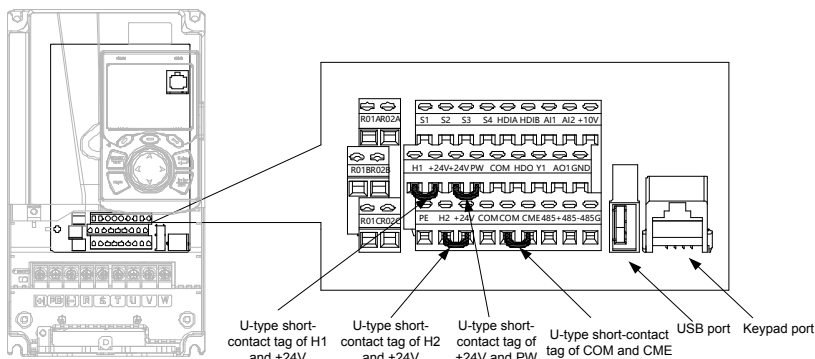 R01A R02A
S1 S2 S3 S4 HDIA HDIB AI1 AI2 +10V
R01B R02B
H1 +24V +24V PW COM HDO Y1 AO1 GND
R01C R02C
PE H2 +24V COM COM CME 485+ 485- 485G
(+) PB (-) R S T U V W
U-type short-
contact tag of H1
and +24V
U-type short-
contact tag of H2
and +24V
U-type short-
contact tag of
+24V and PW
U-type short-contact
tag of COM and CME
USB port
Keypad port